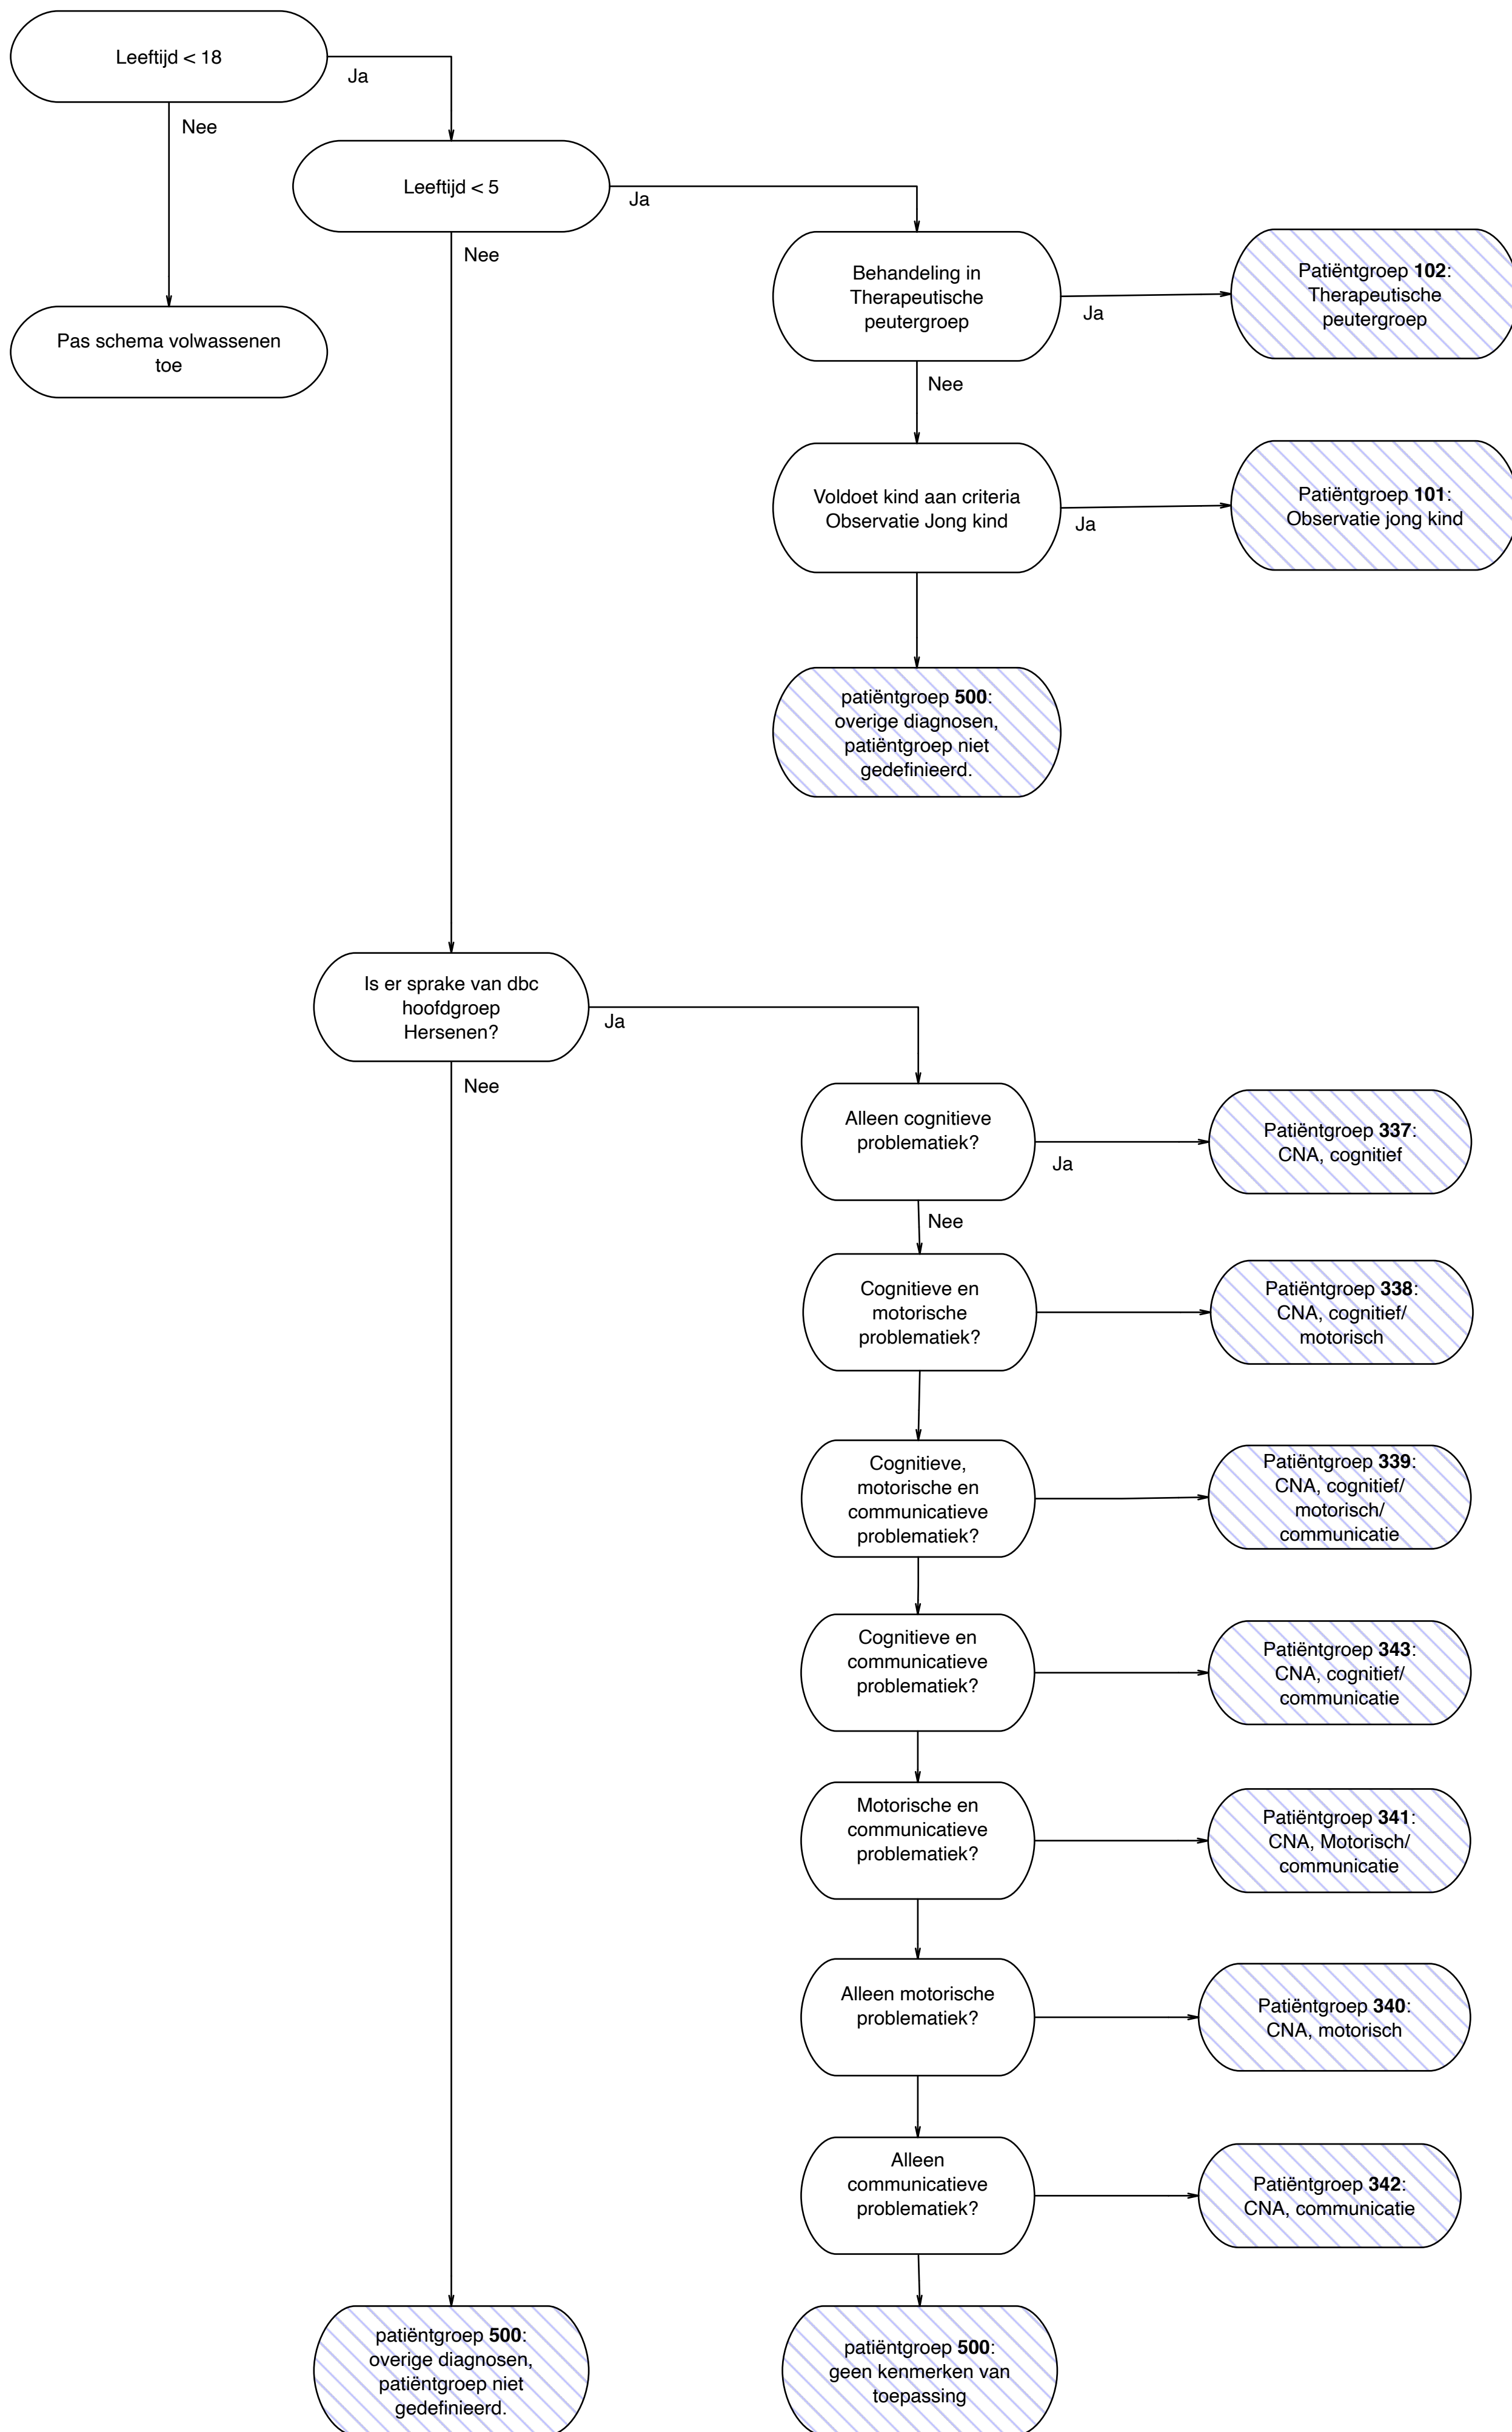 Leeftijd < 18
Ja
Nee
Leeftijd < 5
Ja
Nee
Pas schema volwassenen
toe
Behandeling in
Therapeutische
peutergroep
Ja
Nee
Patiëntgroep 102:
Therapeutische
peutergroep
Voldoet kind aan criteria
Observatie Jong kind
Ja
Patiëntgroep 101:
Observatie jong kind
patiëntgroep 500:
overige diagnosen,
patiëntgroep niet
gedefinieerd.
Is er sprake van dbc
hoofdgroep
Hersenen?
Ja
Nee
Alleen cognitieve
problematiek?
Ja
Nee
Patiëntgroep 337:
CNA, cognitief
Cognitieve en
motorische
problematiek?
Patiëntgroep 338:
CNA, cognitief/
motorisch
Cognitieve,
motorische en
communicatieve
problematiek?
Patiëntgroep 339:
CNA, cognitief/
motorisch/
communicatie
Cognitieve en
communicatieve
problematiek?
Patiëntgroep 343:
CNA, cognitief/
communicatie
Motorische en
communicatieve
problematiek?
Patiëntgroep 341:
CNA, Motorisch/
communicatie
Alleen motorische
problematiek?
Patiëntgroep 340:
CNA, motorisch
Alleen
communicatieve
problematiek?
Patiëntgroep 342:
CNA, communicatie
patiëntgroep 500:
overige diagnosen,
patiëntgroep niet
gedefinieerd.
patiëntgroep 500:
geen kenmerken van
toepassing